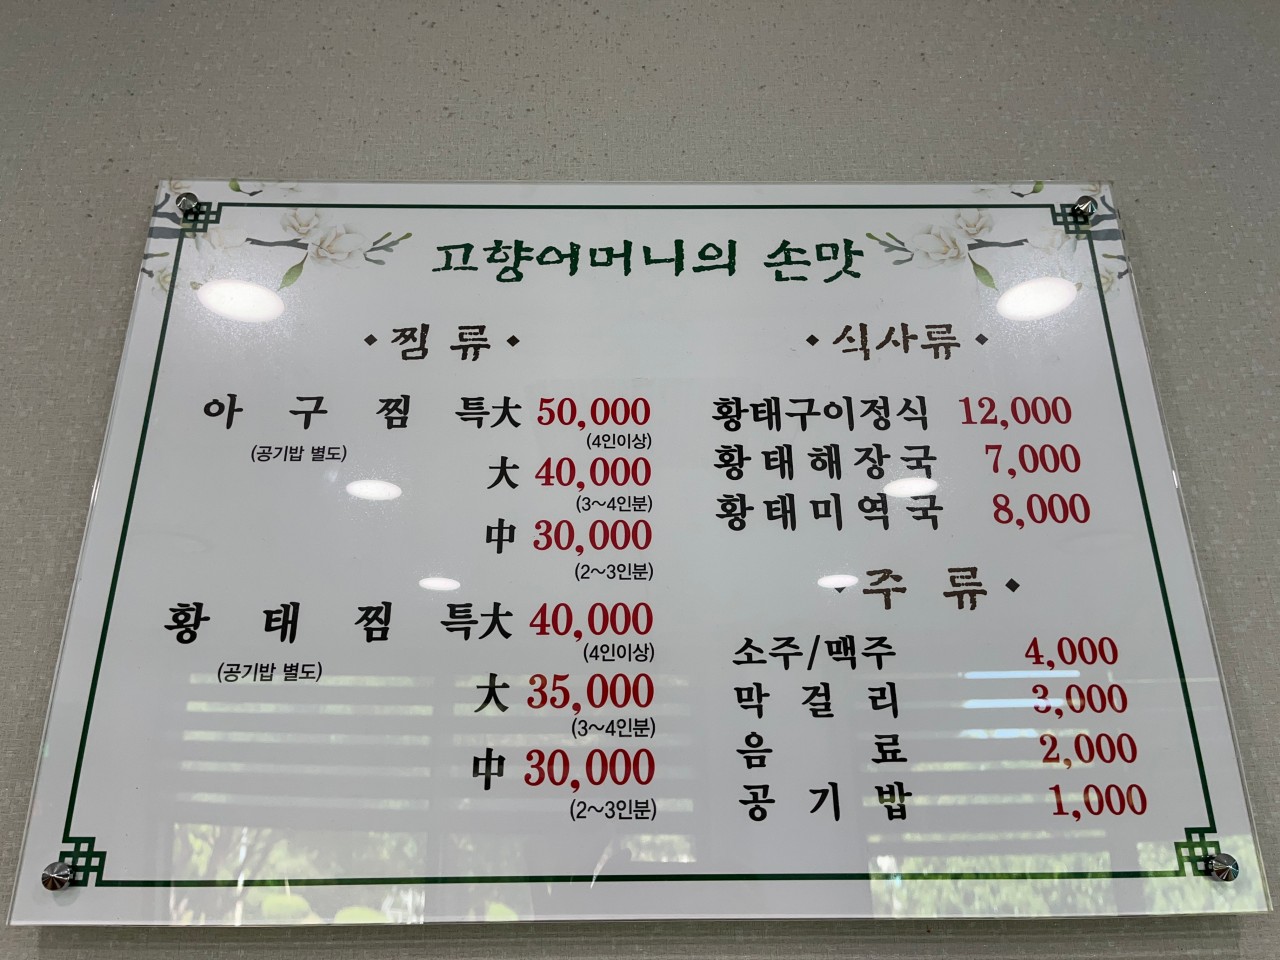 고향어머니의 손맛
찜 류
아 구 찜 특大 50,000
(공기밥 별도)
(4인이상)
大 40,000
(3~4인분)
中 30,000
(2~3인분)
황 태 찜 특大 40,000
(공기밥 별도)
(4인이상)
大 35,000
(3~4인분)
中 30,000
(2~3인분)
식사류
황태구이정식 12,000
황태해장국 7,000
황태미역국 8,000
주 류
소주/맥주 4,000
막 걸 리 3,000
음 료 2,000
공 기 밥 1,000